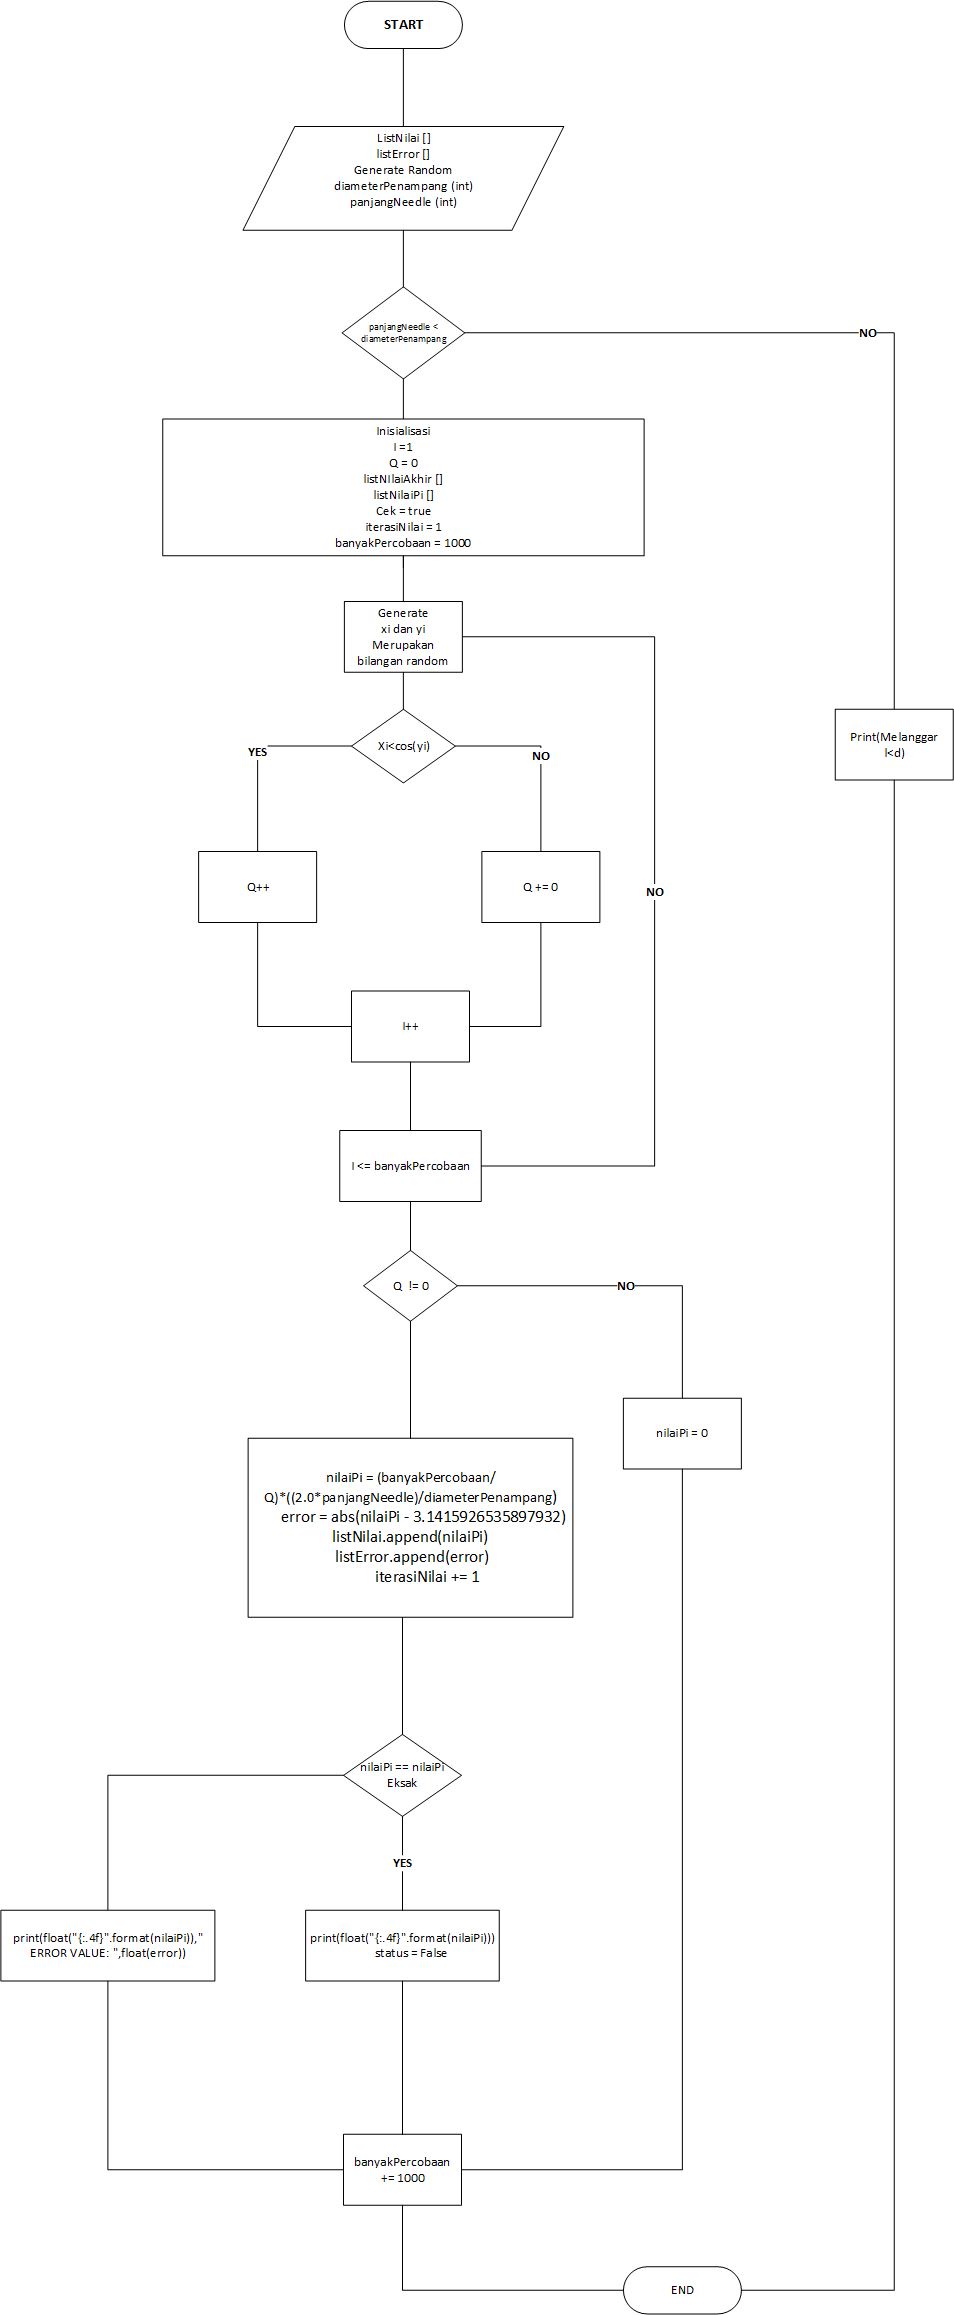 START
ListNilai []
listError []
Generate Random
diameterPenampang (int)
panjangNeedle (int)
panjangNeedle <
diameterPenampang
NO
Inisialisasi
I =1
Q = 0
listNIlaiAkhir []
listNilaiPi []
Cek = true
iterasiNilai = 1
banyakPercobaan = 1000
Generate
xi dan yi
Merupakan
bilangan random
Xi<cos(yi)
YES
NO
Print(Melanggar
l<d)
Q++
Q += 0
NO
I++
I <= banyakPercobaan
Q != 0
NO
nilaiPi = 0
nilaiPi = (banyakPercobaan/
Q)*((2.0*panjangNeedle)/diameterPenampang)
error = abs(nilaiPi - 3.1415926535897932)
listNilai.append(nilaiPi)
listError.append(error)
iterasiNilai += 1
nilaiPi == nilaiPi
Eksak
YES
print(float("{:.4f}".format(nilaiPi)),"
ERROR VALUE: ",float(error))
print(float("{:.4f}".format(nilaiPi)))
status = False
banyakPercobaan
+= 1000
END